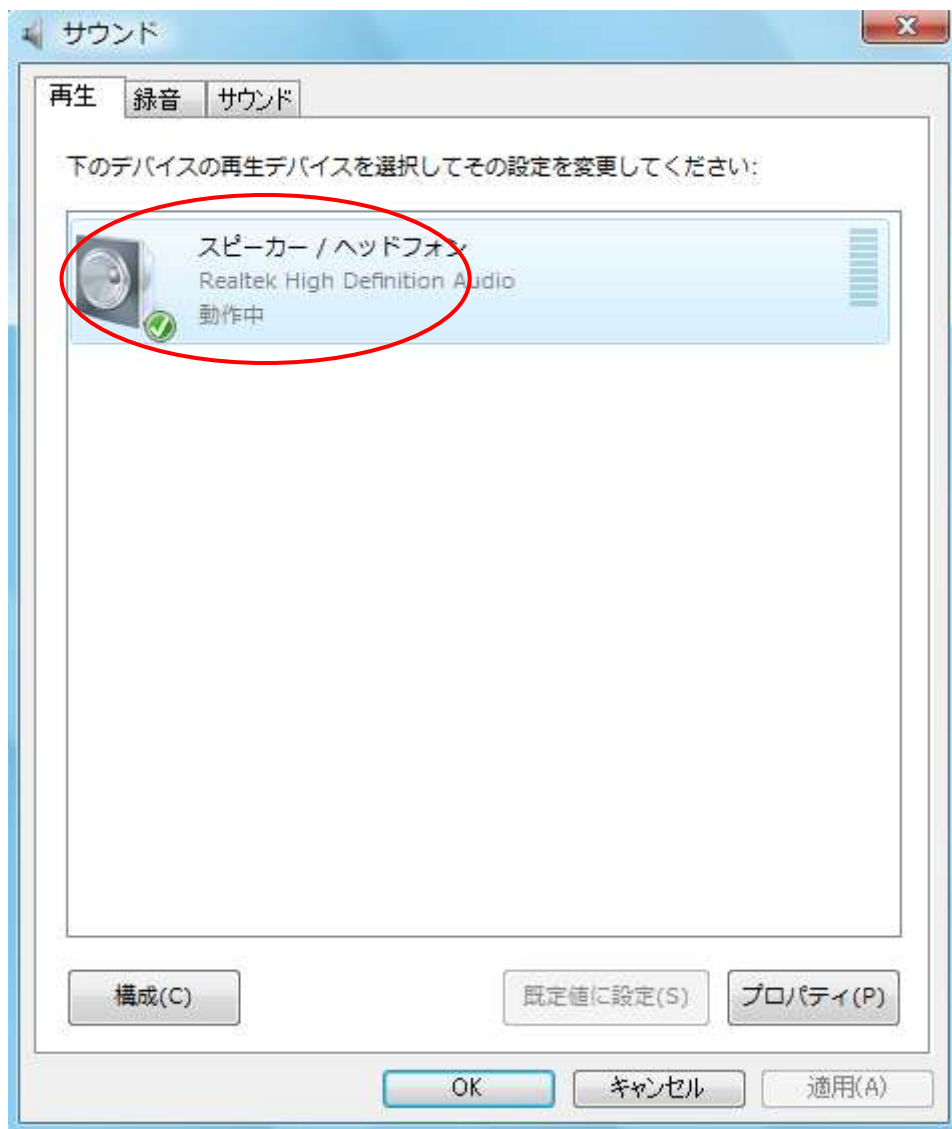 サウンド
再生 録音 サウンド
下のデバイスの再生デバイスを選択してその設定を変更してください:
スピーカー / ヘッドフォン
Realtek High Definition Audio
動作中
構成(C) 既定値に設定(S) プロパティ(P)
OK キャンセル 適用(A)